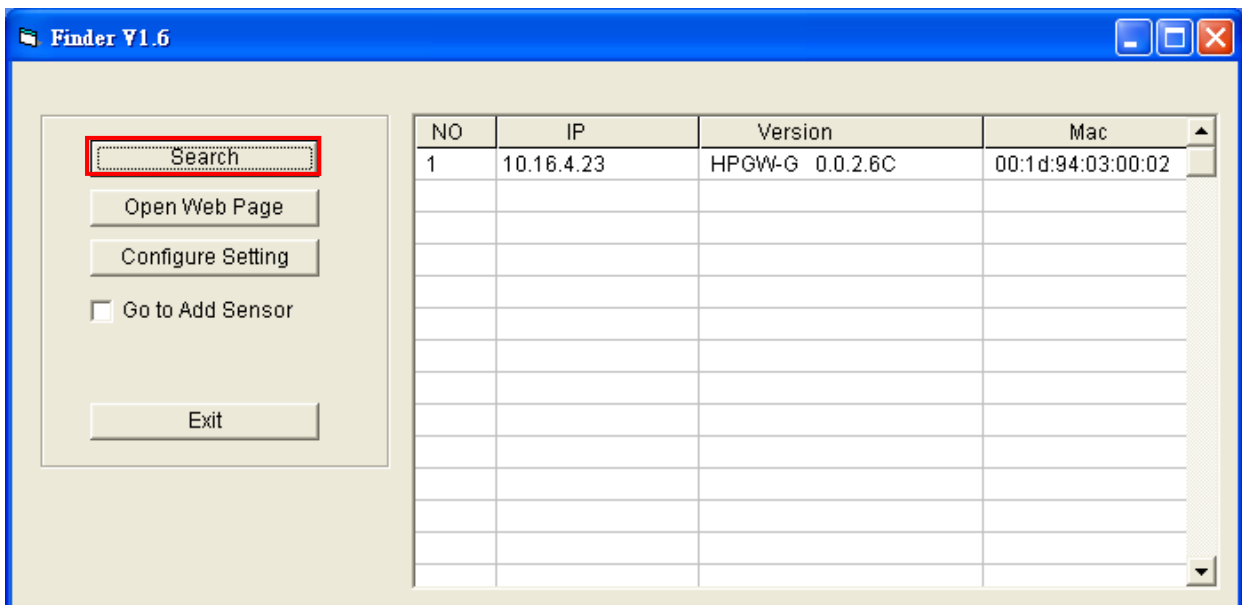 Finder V1.6
Search
Open Web Page
Configure Setting
Go to Add Sensor
Exit
NO IP Version Mac
1 10.16.4.23 HPGW-G 0.0.2.6C 00:1d:94:03:00:02